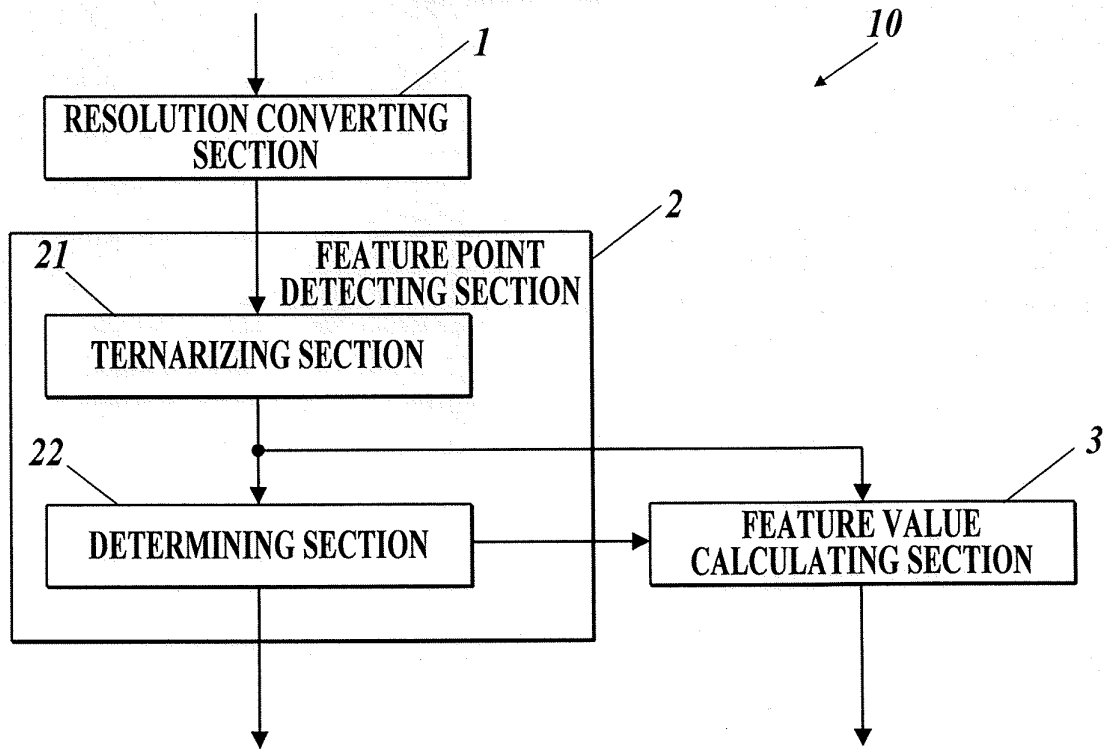 10
1
RESOLUTION CONVERTING
SECTION
2
FEATURE POINT
DETECTING SECTION
21
TERNARIZING SECTION
22
DETERMINING SECTION
3
FEATURE VALUE
CALCULATING SECTION